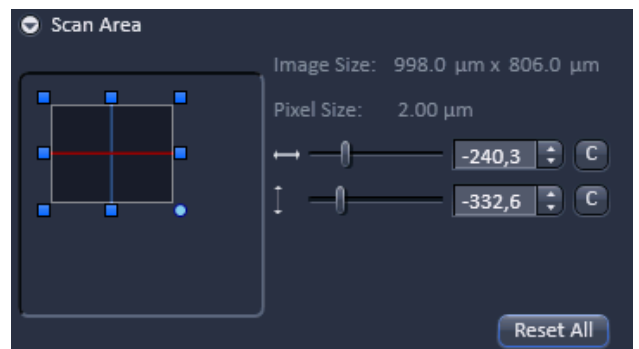 Scan Area
Image Size: 998.0 µm x 806.0 µm
Pixel Size: 2.00 µm
-240,3 C
-332,6 C
Reset All